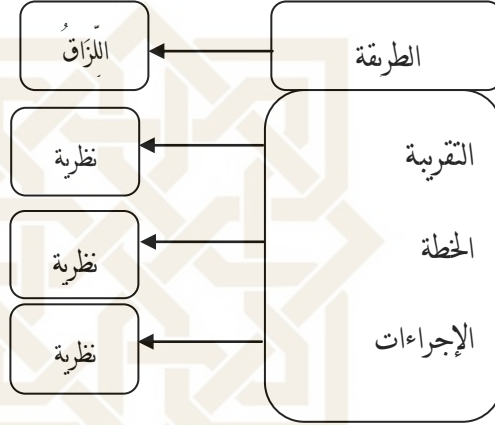 الطريقة
اللِّزَاقُ
التقريبة
نظرية
الخطة
نظرية
الإجراءات
نظرية